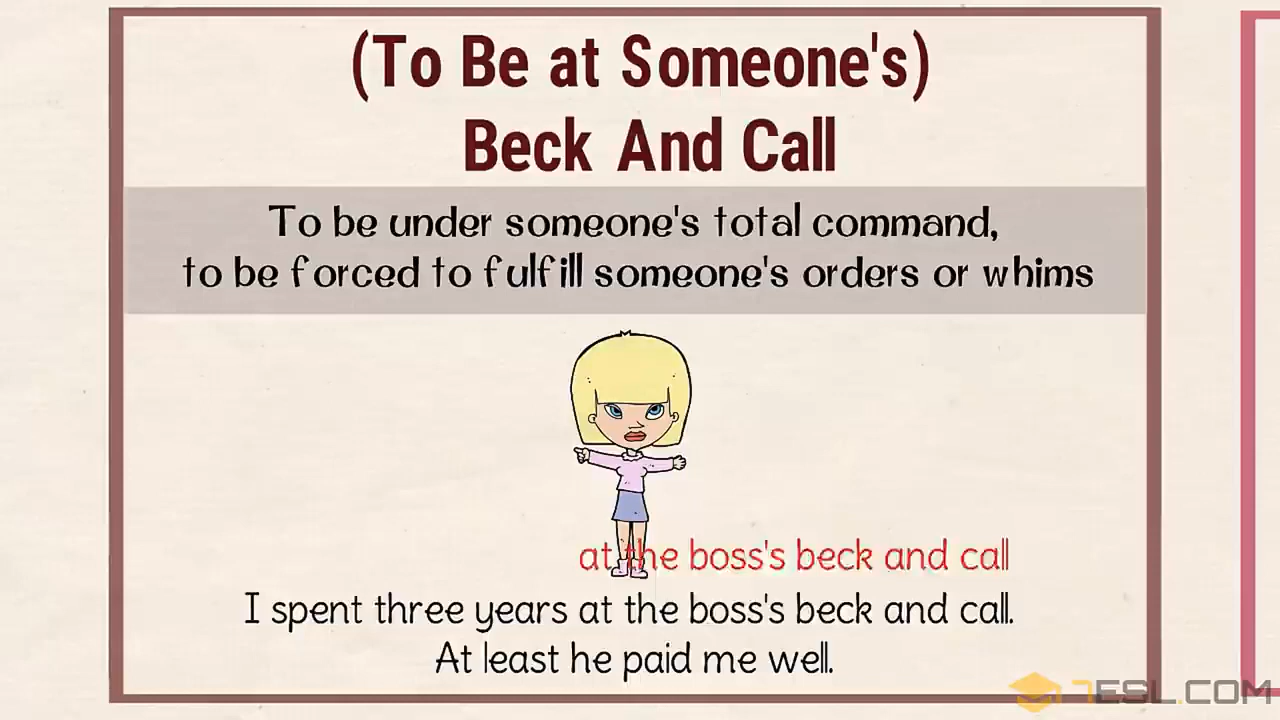 (To Be at Someone's)
Beck And Call
To be under someone's total command,
to be forced to fulfill someone's orders or whims
at the boss's beck and call
I spent three years at the boss's beck and call.
At least he paid me well.
7ESL.COM